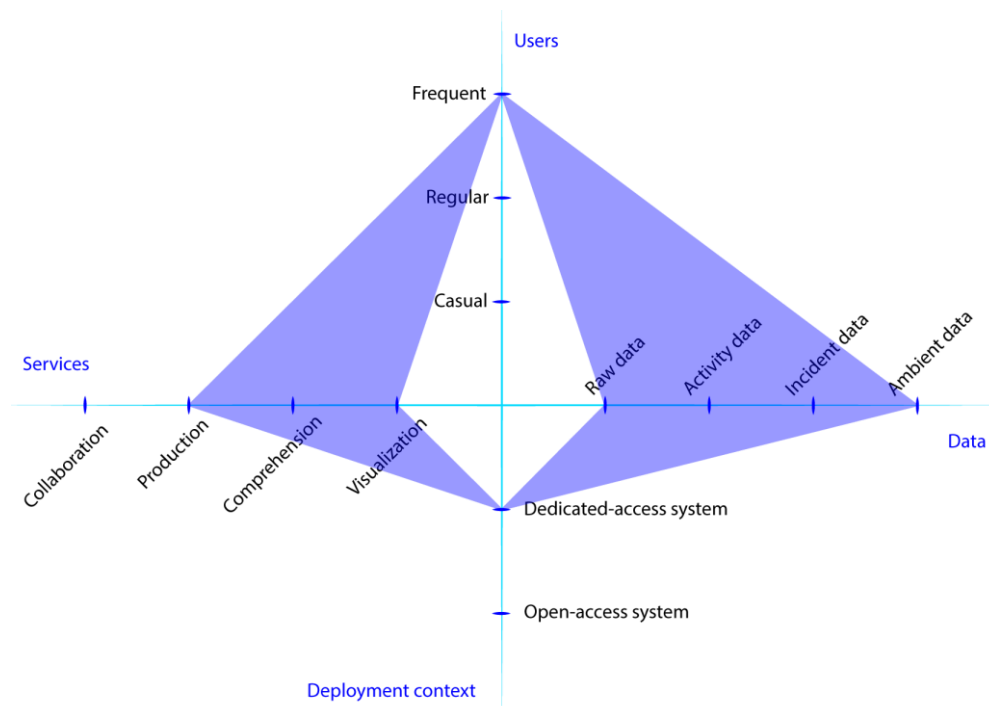 Users
Frequent
Regular
Casual
Services
Raw data
Activity data
Incident data
Ambient data
Data
Collaboration
Production
Comprehension
Visualization
Dedicated-access system
Open-access system
Deployment context